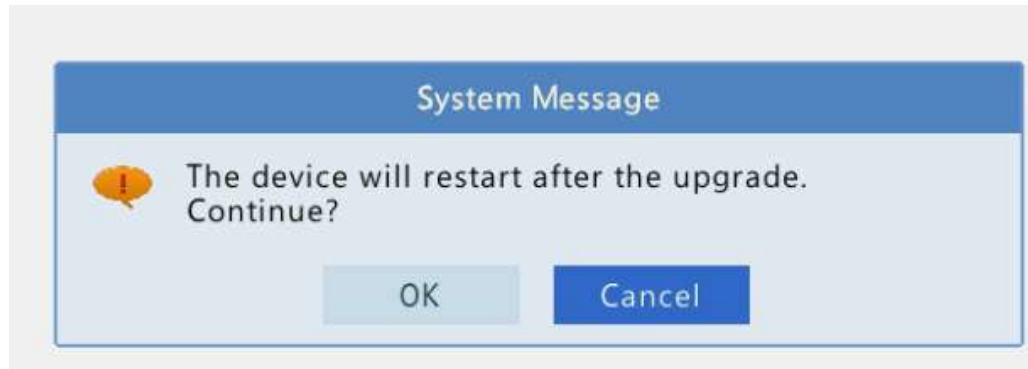 System Message
The device will restart after the upgrade.
Continue?
OK
Cancel